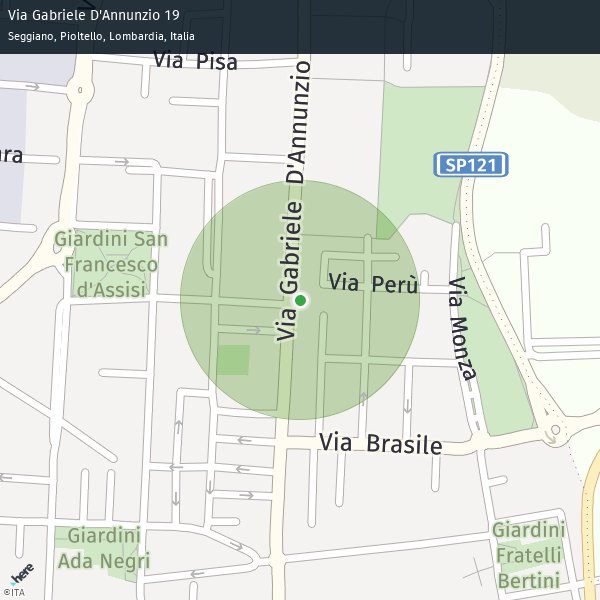 Via Gabriele D'Annunzio 19
Seggiano, Pioltello, Lombardia, Italia
Via Pisa
ara
SP121
Via Gabriele D'Annunzio
Giardini San
Francesco
d'Assisi
Via Perù
Via Monza
Via Brasile
Giardini
Ada Negri
Giardini
Fratelli
Bertini
here
©ITA